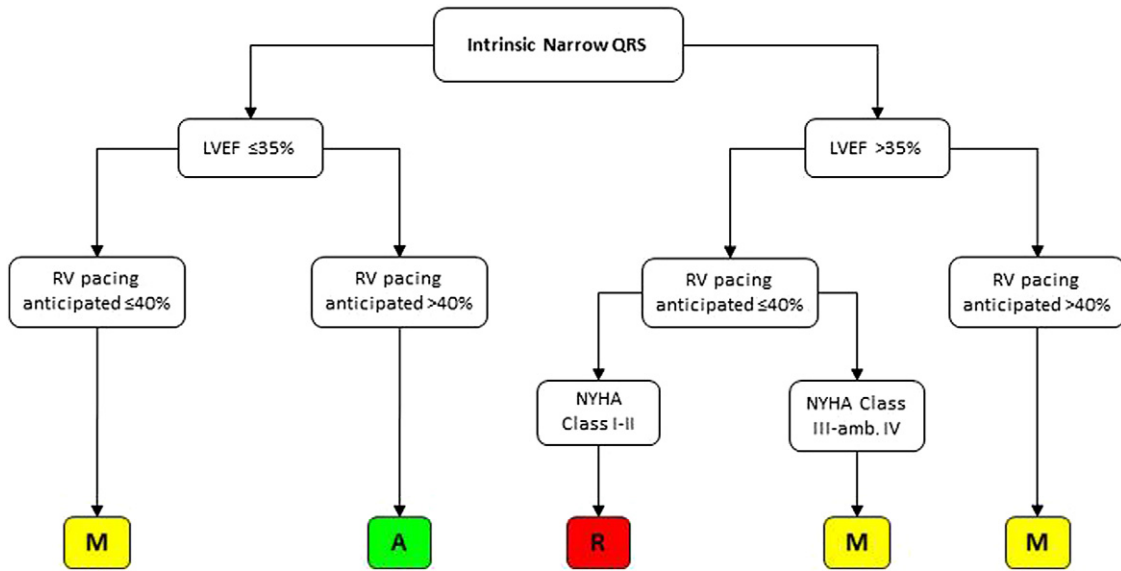 Intrinsic Narrow QRS
LVEF ≤35%
LVEF >35%
RV pacing
anticipated ≤40%
RV pacing
anticipated >40%
RV pacing
anticipated ≤40%
RV pacing
anticipated >40%
NYHA
Class I-II
NYHA Class
III-amb. IV
M
A
R
M
M